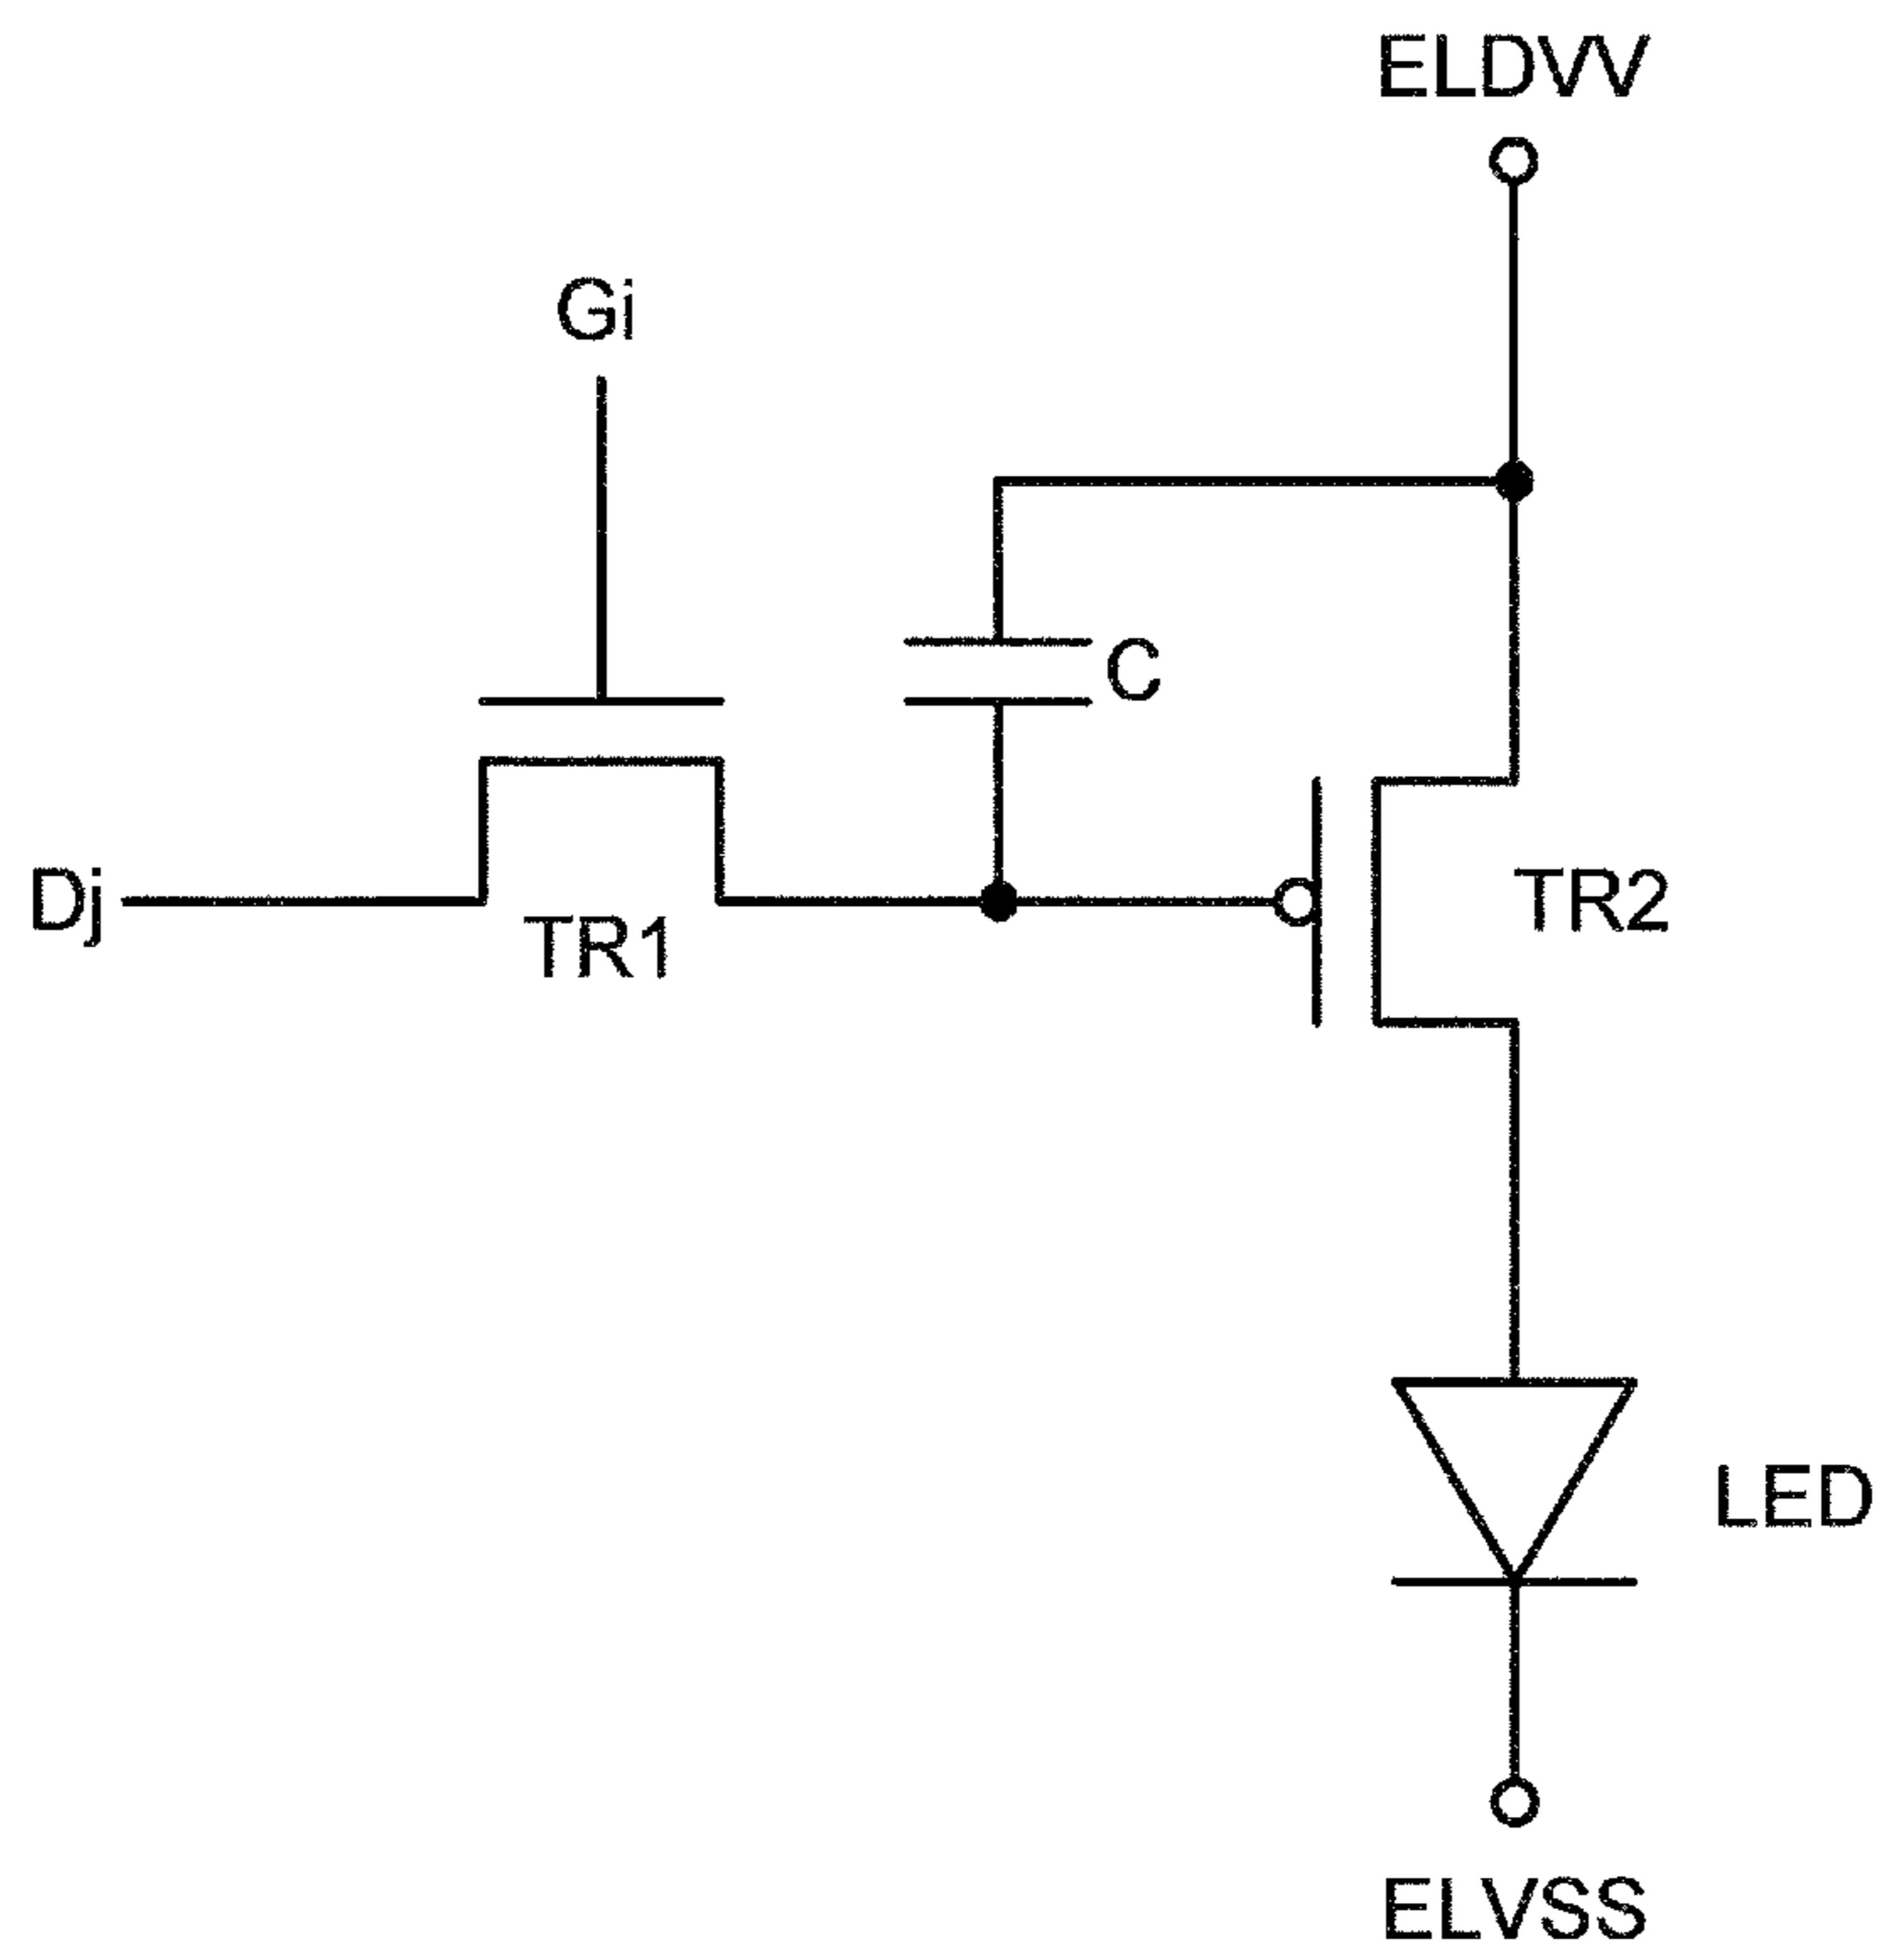 ELDVV
Gi
C
Dj
TR1
TR2
LED
ELVSS